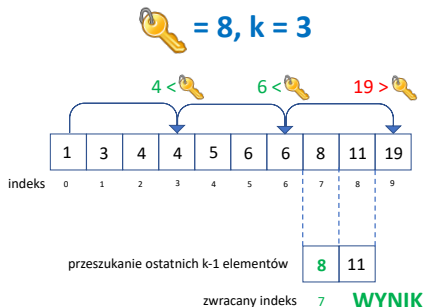 = 8, k = 3
4 < 6 < 19 >
1 3 4 4 5 6 6 8 11 19
indeks 0 1 2 3 4 5 6 7 8 9
przeszukanie ostatnich k-1 elementów 8 11
zwracany indeks 7 WYNIK